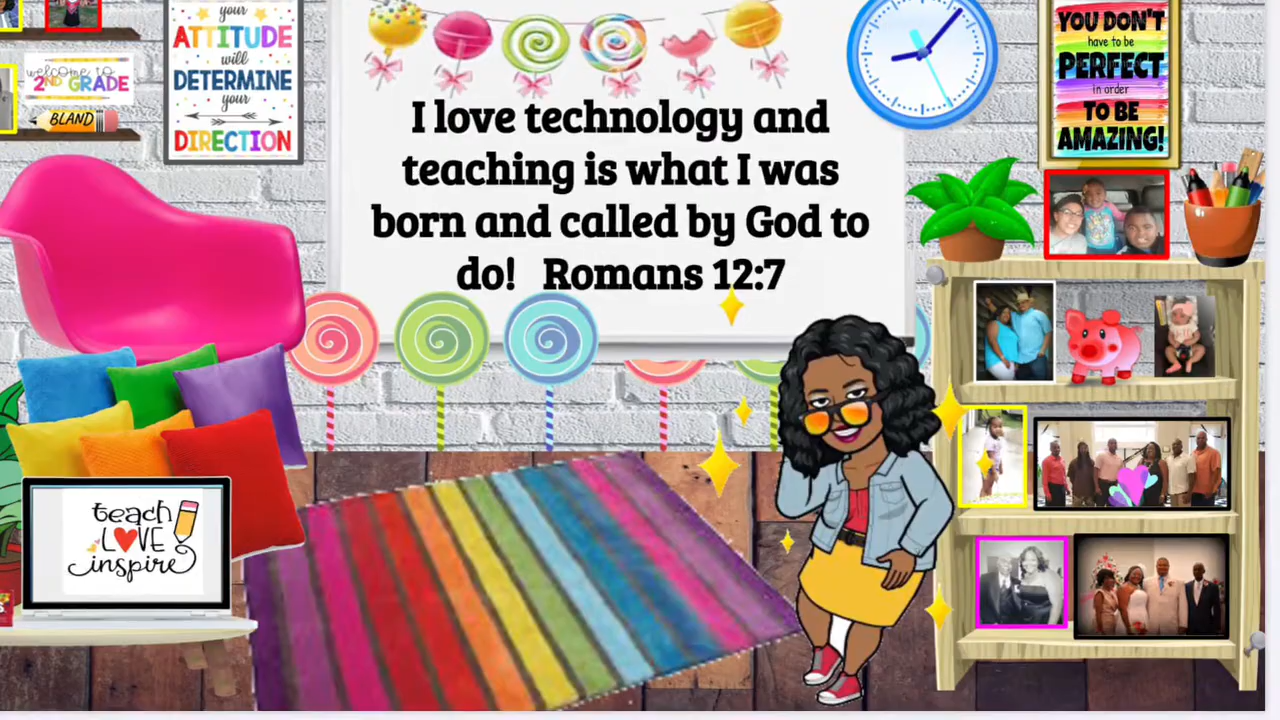 your
ATTITUDE
will
DETERMINE
your
DIRECTION
welcome to
2ND GRADE
BLAND
I love technology and
teaching is what I was
born and called by God to
do! Romans 12:7
YOU DON'T
have to be
PERFECT
in order
TO BE
AMAZING!
teach
LOVE
inspire